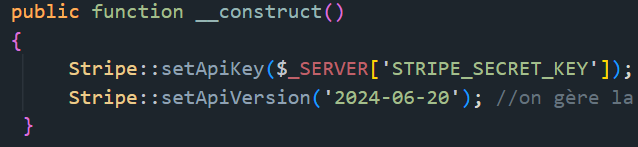 public function __construct()
{
Stripe::setApiKey($_SERVER['STRIPE_SECRET_KEY']);
Stripe::setApiVersion('2024-06-20'); //on gère la
}